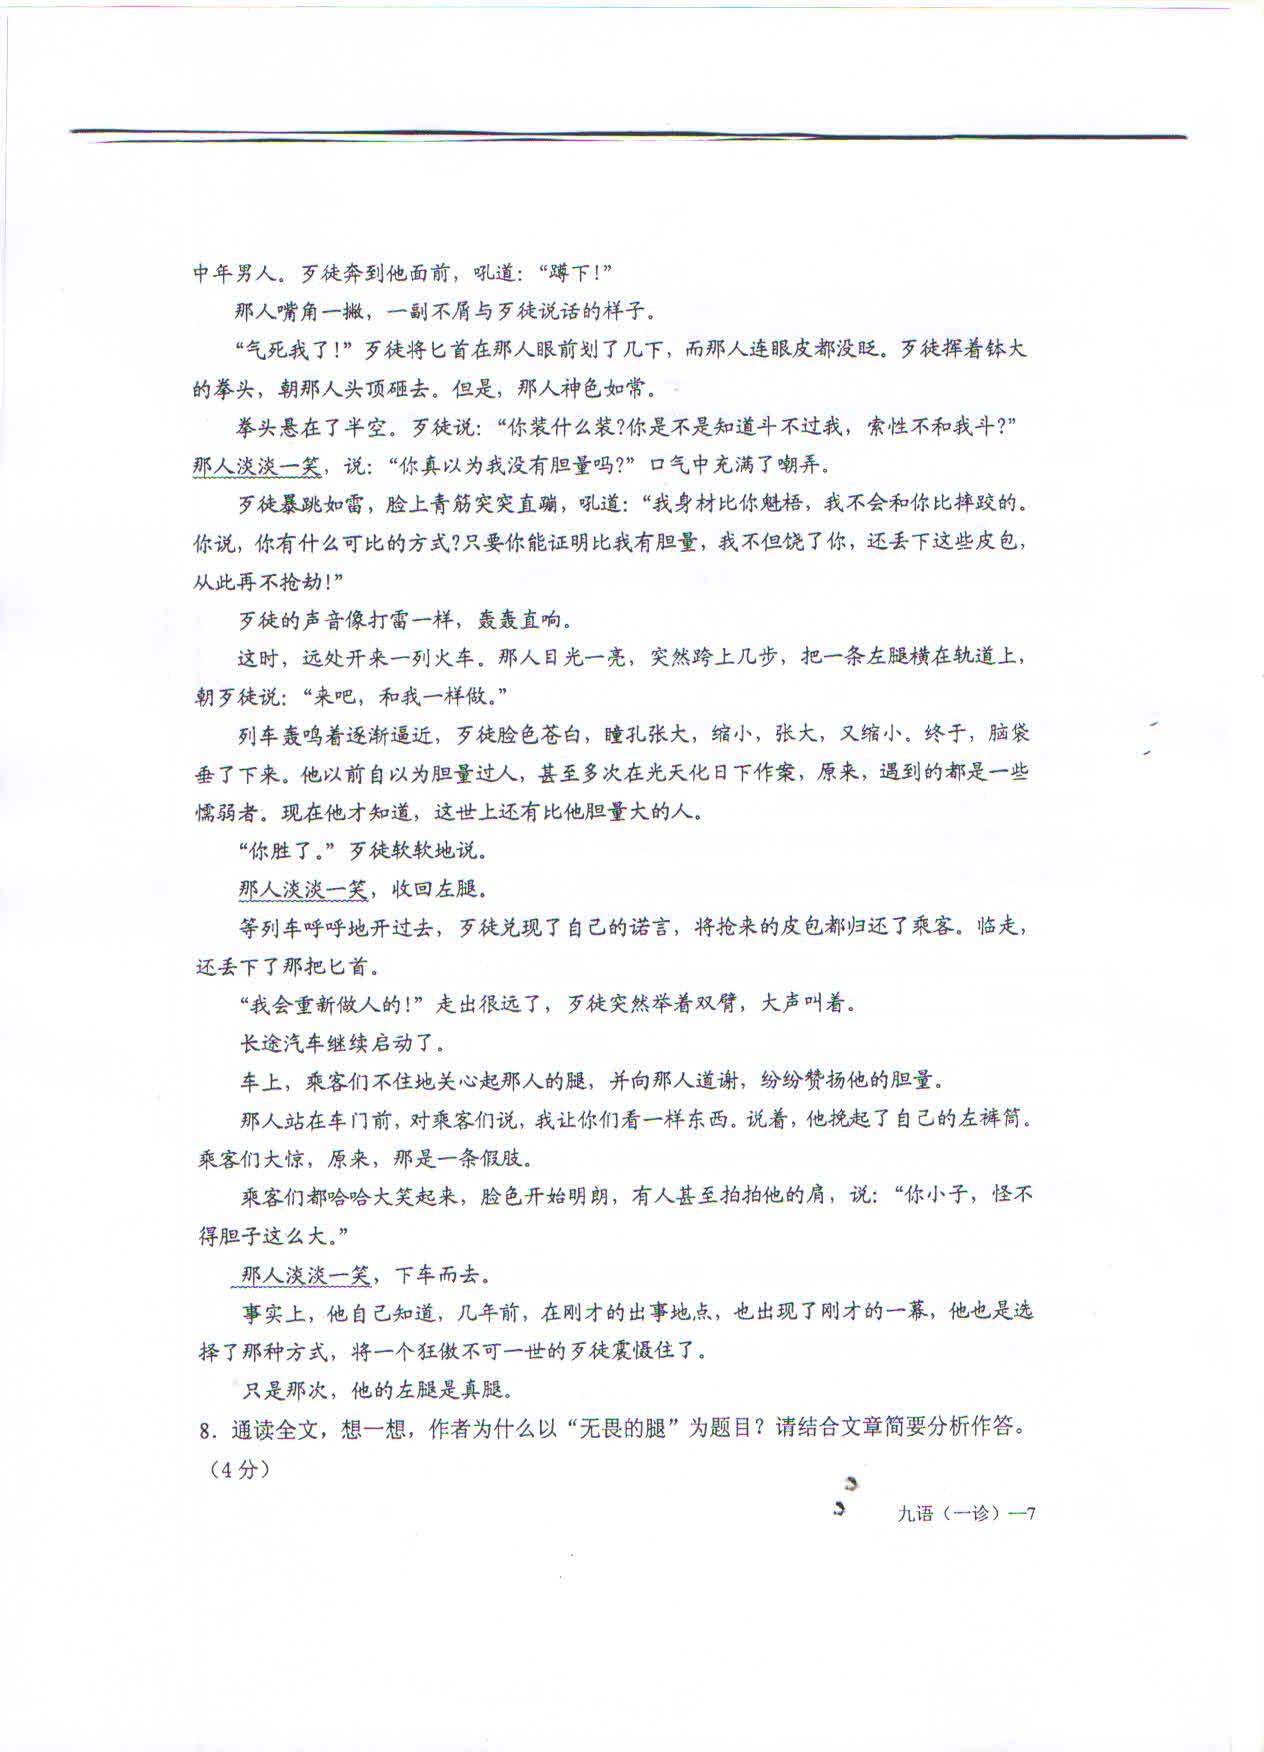 中年男人。歹徒奔到他面前，吼道：“蹲下！”
那人嘴角一撇，一副不屑与歹徒说话的样子。
“气死我了！”歹徒将匕首在那人眼前划了几下，而那人连眼皮都没眨。歹徒挥着钵大
的拳头，朝那人头顶砸去。但是，那人神色如常。
拳头悬在了半空。歹徒说：“你装什么装？你是不是知道斗不过我，索性不和我斗？”
那人淡淡一笑，说：“你真以为我没有胆量吗？”口气中充满了嘲弄。
歹徒暴跳如雷，脸上青筋突突直蹦，吼道：“我身材比你魁梧，我不会和你比摔跤的。
你说，你有什么可比的方式？只要你能证明比我有胆量，我不但饶了你，还丢下这些皮包，
从此再不抢劫！”
歹徒的声音像打雷一样，轰轰直响。
这时，远处开来一列火车。那人目光一亮，突然跨上几步，把一条左腿横在轨道上，
朝歹徒说：“来吧，和我一样做。”
列车轰鸣着逐渐逼近，歹徒脸色苍白，瞳孔张大，缩小，张大，又缩小。终于，脑袋
垂了下来。他以前自以为胆量过人，甚至多次在光天化日下作案，原来，遇到的都是一些
懦弱者。现在他才知道，这世上还有比他胆量大的人。
“你胜了。”歹徒软软地说。
那人淡淡一笑，收回左腿。
等列车呼呼地开过去，歹徒兑现了自己的诺言，将抢来的皮包都归还了乘客。临走，
还丢下了那把匕首。
“我会重新做人的！”走出很远了，歹徒突然举着双臂，大声叫着。
长途汽车继续启动了。
车上，乘客们不住地关心起那人的腿，并向那人道谢，纷纷赞扬他的胆量。
那人站在车门前，对乘客们说，我让你们看一样东西。说着，他挽起了自己的左裤筒。
乘客们大惊，原来，那是一条假肢。
乘客们都哈哈大笑起来，脸色开始明朗，有人甚至拍拍他的肩，说：“你小子，怪不
得胆子这么大。”
那人淡淡一笑，下车而去。
事实上，他自己知道，几年前，在刚才的出事地点，也出现了刚才的一幕，他也是选
择了那种方式，将一个狂傲不可一世的歹徒震慑住了。
只是那次，他的左腿是真腿。
8．通读全文，想一想，作者为什么以“无畏的腿”为题目？请结合文章简要分析作答。
（4 分）
九语（一诊）—7